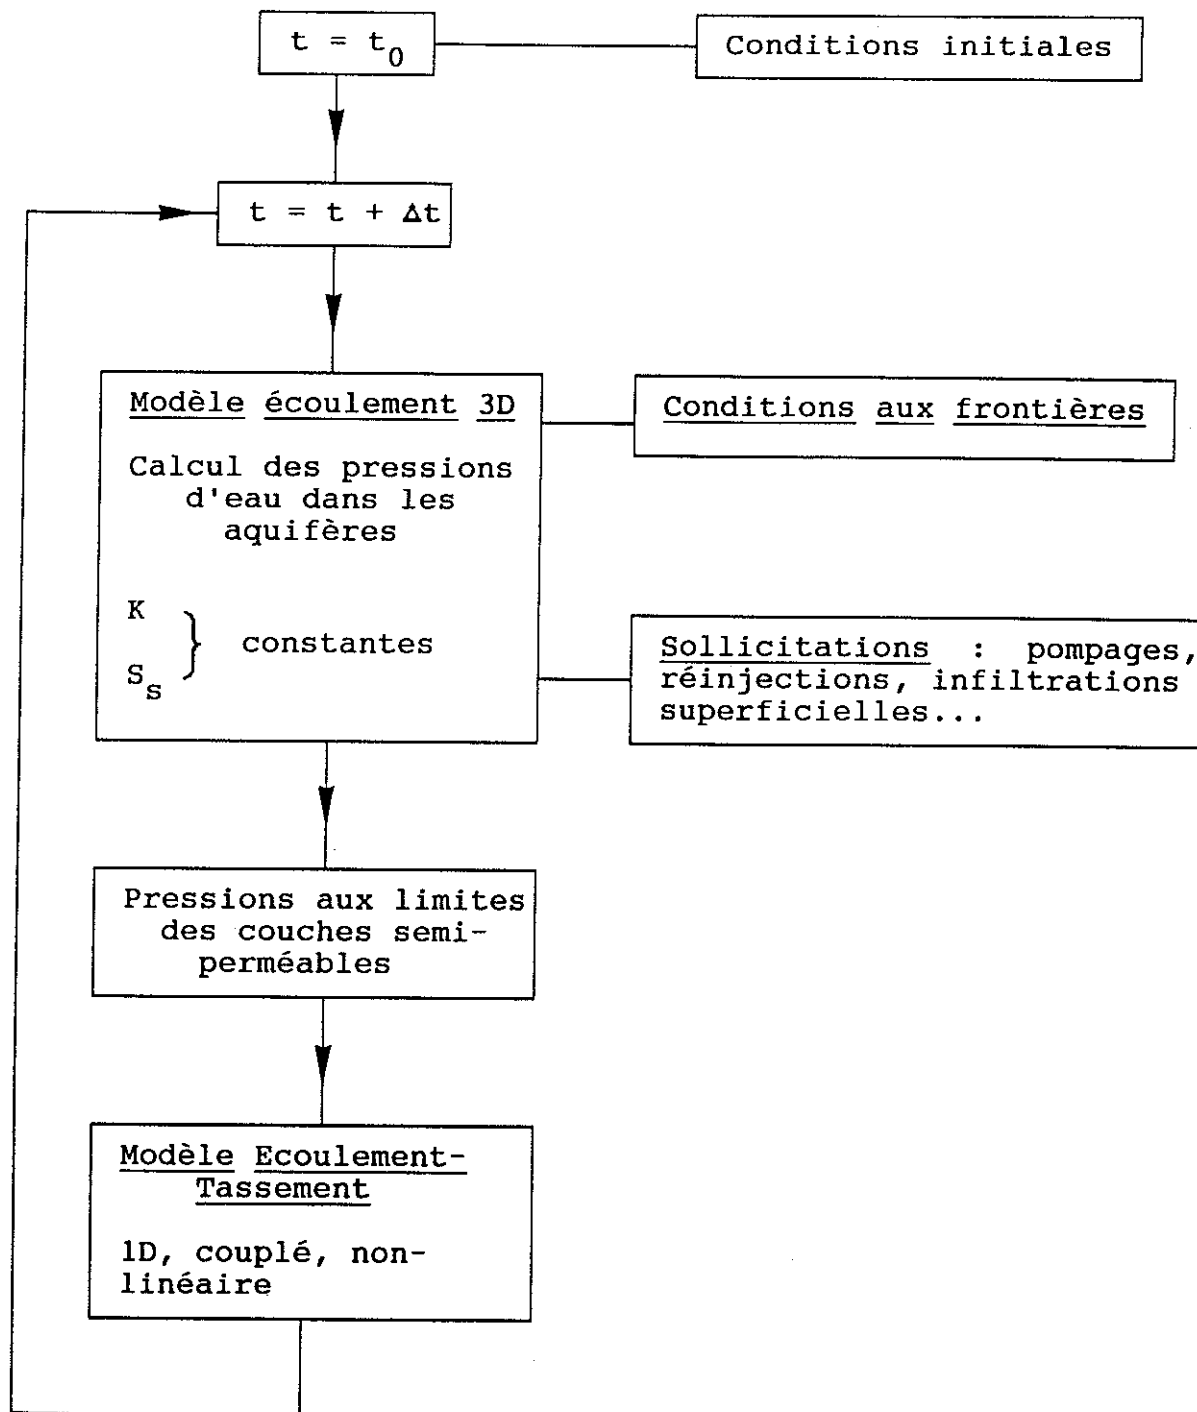 t = t0
Conditions initiales
t = t + Δt
Modèle écoulement 3D
Calcul des pressions
d'eau dans les
aquifères
K
} constantes
Ss
Conditions aux frontières
Sollicitations : pompages,
réinjections, infiltrations
superficielles...
Pressions aux limites
des couches semi-
perméables
Modèle Ecoulement-
Tassement
1D, couplé, non-
linéaire